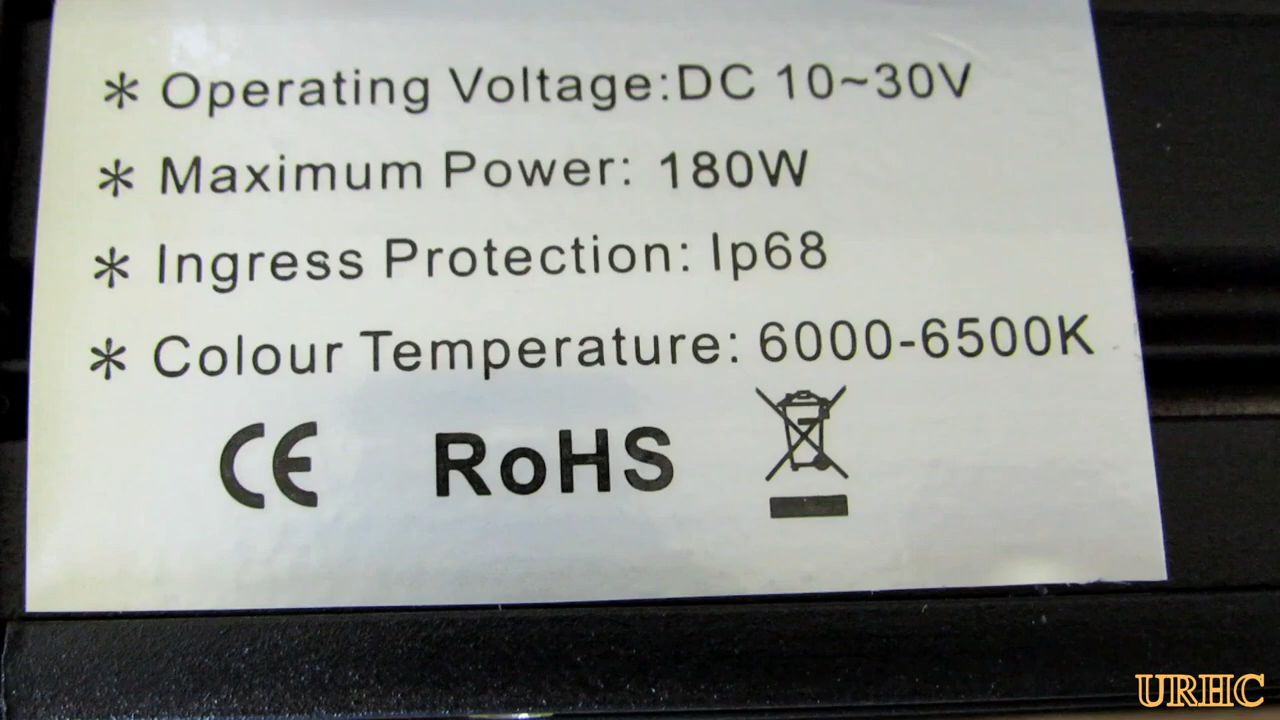 * Operating Voltage:DC 10~30V
* Maximum Power: 180W
* Ingress Protection: Ip68
* Colour Temperature: 6000-6500K
CE RoHS
URHC